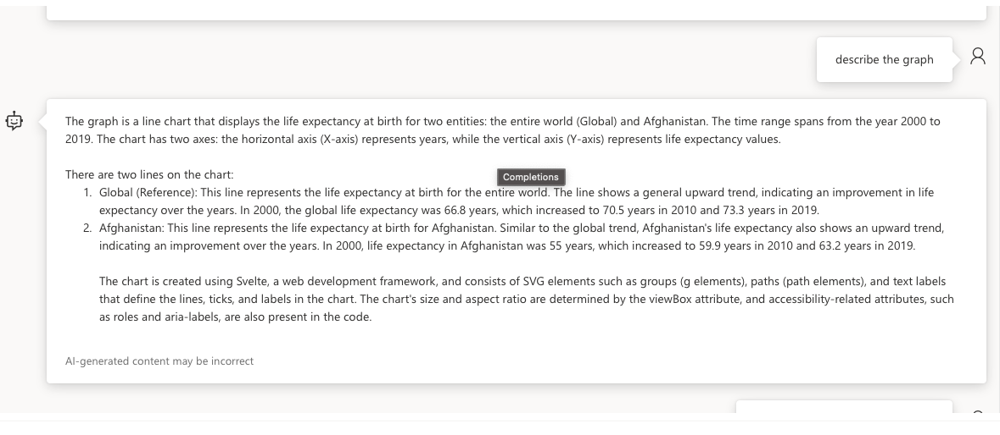 describe the graph
The graph is a line chart that displays the life expectancy at birth for two entities: the entire world (Global) and Afghanistan. The time range spans from the year 2000 to
2019. The chart has two axes: the horizontal axis (X-axis) represents years, while the vertical axis (Y-axis) represents life expectancy values.
There are two lines on the chart:
Completions
1. Global (Reference): This line represents the life expectancy at birth for the entire world. The line shows a general upward trend, indicating an improvement in life
expectancy over the years. In 2000, the global life expectancy was 66.8 years, which increased to 70.5 years in 2010 and 73.3 years in 2019.
2. Afghanistan: This line represents the life expectancy at birth for Afghanistan. Similar to the global trend, Afghanistan's life expectancy also shows an upward trend,
indicating an improvement over the years. In 2000, life expectancy in Afghanistan was 55 years, which increased to 59.9 years in 2010 and 63.2 years in 2019.
The chart is created using Svelte, a web development framework, and consists of SVG elements such as groups (g elements), paths (path elements), and text labels
that define the lines, ticks, and labels in the chart. The chart's size and aspect ratio are determined by the viewBox attribute, and accessibility-related attributes, such
as roles and aria-labels, are also present in the code.
AI-generated content may be incorrect